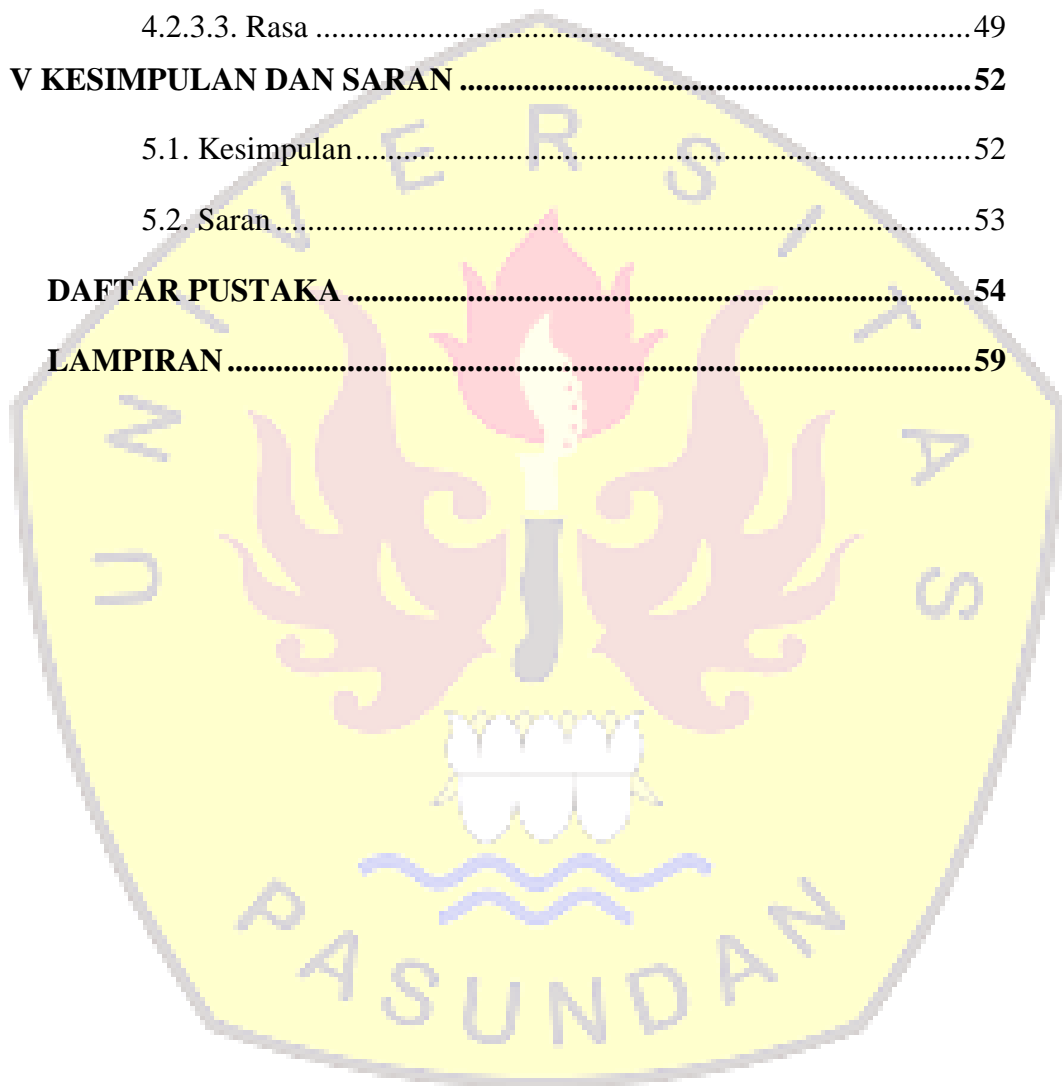 4.2.3.3. Rasa ........................................................................................ 49
V KESIMPULAN DAN SARAN .................................................................... 52
5.1. Kesimpulan .................................................................................. 52
5.2. Saran ............................................................................................. 53
DAFTAR PUSTAKA ................................................................................... 54
LAMPIRAN .................................................................................................. 59
UNIVERSITAS
PASUNDAN